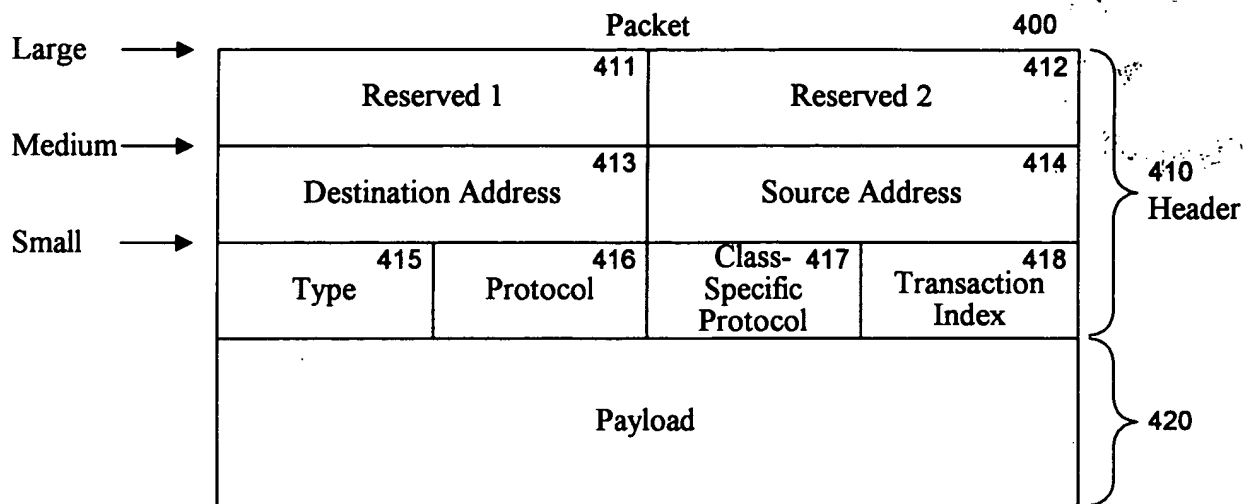 Packet 400
Large
411 412
Reserved 1 Reserved 2
Medium
413 414
Destination Address Source Address
410
Header
Small
415 416 Class- 417 418
Type Protocol Specific Transaction
Protocol Index
Payload 420